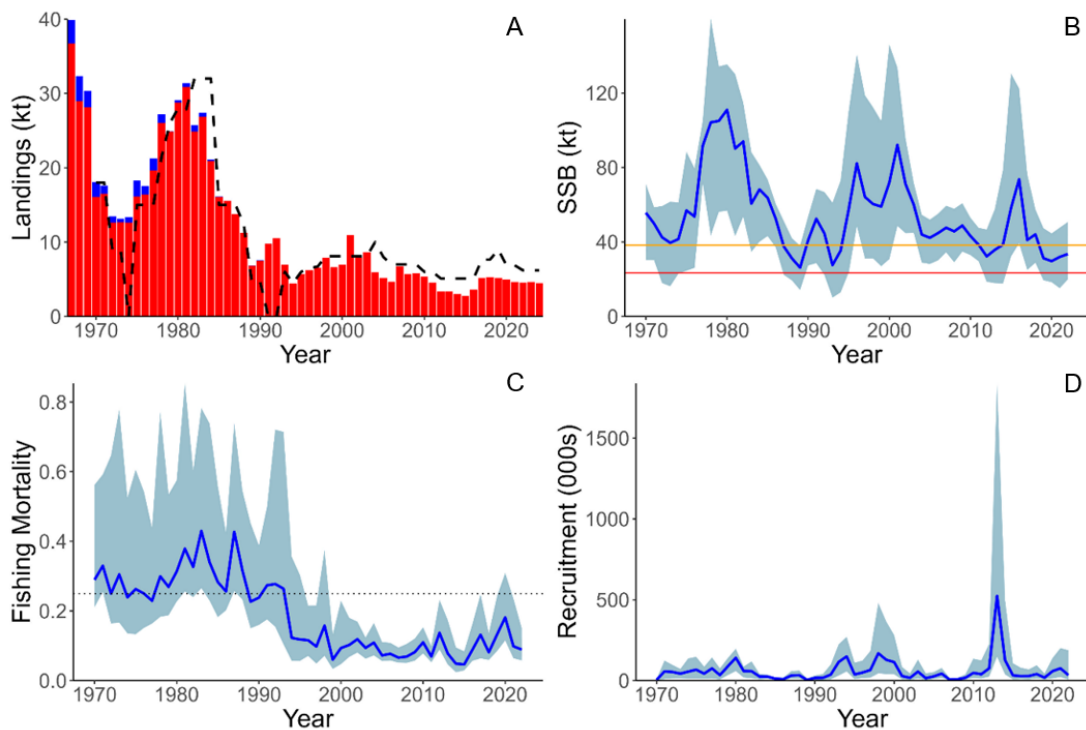 A
Landings (kt)
40
30
20
10
0
1970 1980 1990 2000 2010 2020
Year
B
SSB (kt)
120
80
40
0
1970 1980 1990 2000 2010 2020
Year
C
Fishing Mortality
0.8
0.6
0.4
0.2
0.0
1970 1980 1990 2000 2010 2020
Year
D
Recruitment (000s)
1500
1000
500
0
1970 1980 1990 2000 2010 2020
Year